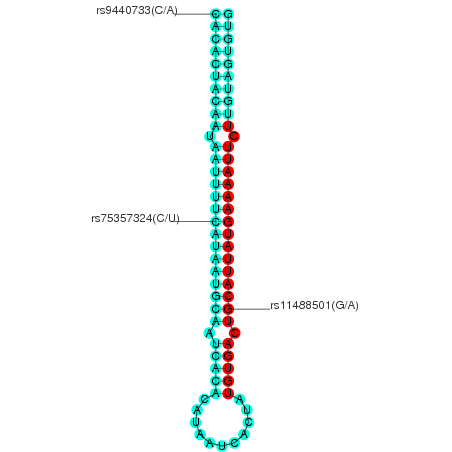 rs9440733(C/A) C G
A U
C G
A U
C G
U A
A U
C G
A U
A U
U C
A U
A U
U A
U A
U A
U A
rs75357324(C/U) C G
A U
U A
A U
A U
U A
G C
C G rs11488501(G/A)
A U
A C
U A
C G
A U
C G
A U
C A
A U
U C
A A
A C
U